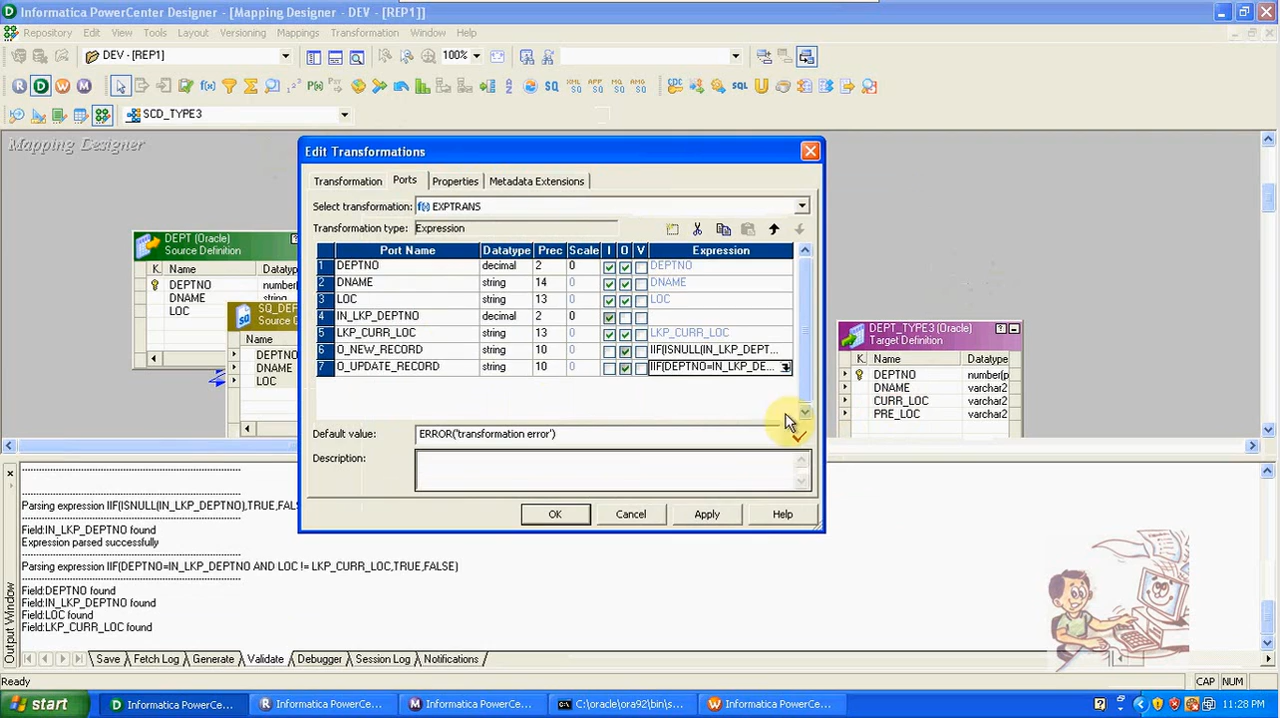 Informatica PowerCenter Designer - [Mapping Designer - DEV - [REP1]]
Repository Edit View Tools Layout Versioning Mappings Transformation Window Help
DEV - [REP1]
100%
SCD_TYPE3
Mapping Designer
DEPT (Oracle)
Source Definition
K. Name Datatyp
DEPTNO
DNAME
LOC
SQ_DE
Source Q
Name
DEPTNO
DNAME
LOC
Edit Transformations
Transformation Ports Properties Metadata Extensions
Select transformation: f(x) EXPTRANS
Transformation type: Expression
Port Name Datatype Prec Scale I O V Expression
1 DEPTNO decimal 2 0 DEPTNO
2 DNAME string 14 0 DNAME
3 LOC string 13 0 LOC
4 IN_LKP_DEPTNO decimal 2 0
5 LKP_CURR_LOC string 13 0 LKP_CURR_LOC
6 O_NEW_RECORD string 10 0 IIF(ISNULL(IN_LKP_DEPT...
7 O_UPDATE_RECORD string 10 0 IIF(DEPTNO=IN_LKP_DE...
Default value: ERROR('transformation error')
Description:
OK Cancel Apply Help
DEPT_TYPE3 (Oracle)
Target Definition
K. Name Datatype
DEPTNO number(p
DNAME varchar2
CURR_LOC varchar2
PRE_LOC varchar2
Output Window
Parsing expression IIF(ISNULL(IN_LKP_DEPTNO),TRUE,FALS
Field:IN_LKP_DEPTNO found
Expression parsed successfully
Parsing expression IIF(DEPTNO=IN_LKP_DEPTNO AND LOC != LKP_CURR_LOC,TRUE,FALSE)
Field:DEPTNO found
Field:IN_LKP_DEPTNO found
Field:LOC found
Field:LKP_CURR_LOC found
Save Fetch Log Generate Validate Debugger Session Log Notifications
Ready CAP NUM
start Informatica PowerCe... Informatica PowerCe... Informatica PowerCen... C:\oracle\ora92\bin\s... Informatica PowerCe... 11:28 PM